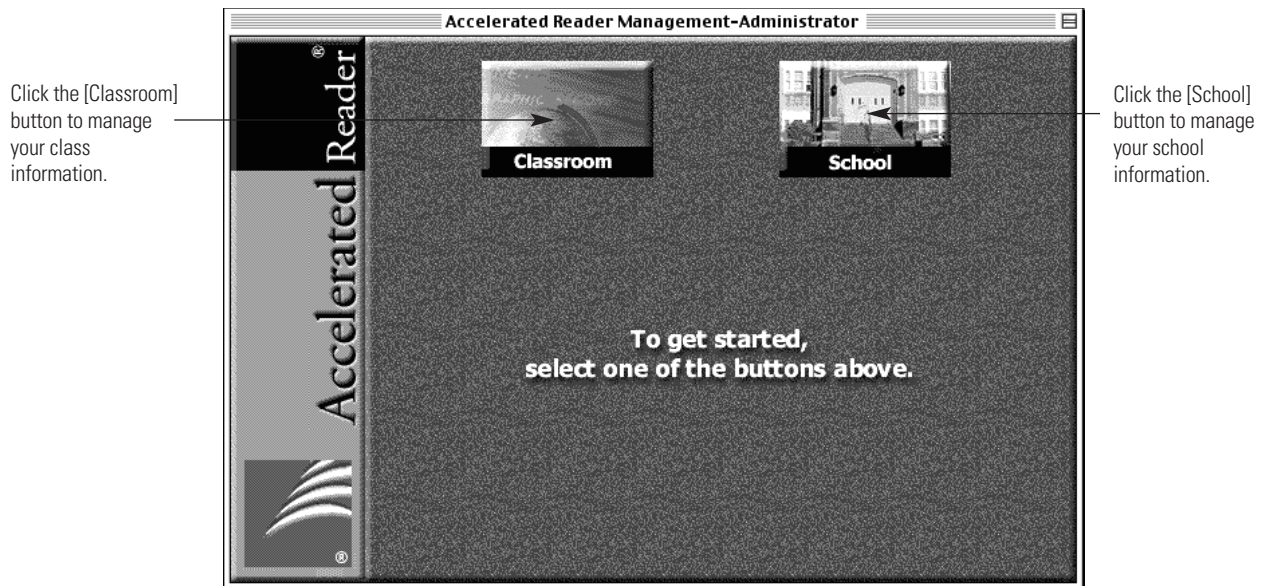 Accelerated Reader Management-Administrator
Click the [Classroom]
button to manage
your class
information.
Accelerated Reader®
Classroom
School
Click the [School]
button to manage
your school
information.
To get started,
select one of the buttons above.
®